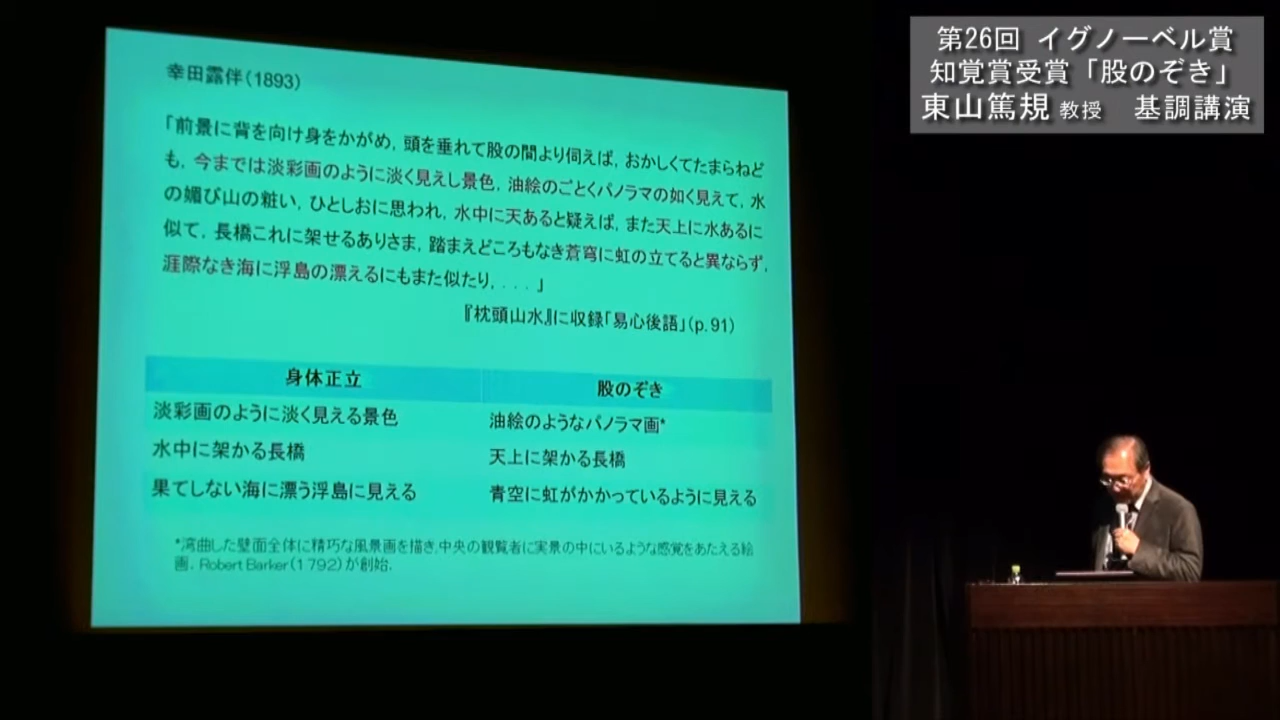 第26回 イグノーベル賞
知覚賞受賞「股のぞき」
東山篤規 教授 基調講演
幸田露伴(1893)
「前景に背を向け身をかがめ, 頭を垂れて股の間より伺えば, おかしくてたまらねど
も, 今までは淡彩画のように淡く見えし景色, 油絵のごとくパノラマの如く見えて, 水
の媚び山の粧い, ひとしおに思われ, 水中に天あると疑えば, また天上に水あるに
似て, 長橋これに架せるありさま, 踏まえどころもなき蒼穹に虹の立てると異ならず,
涯際なき海に浮島の漂えるにもまた似たり, . . . 」
『枕頭山水』に収録「易心後語」(p.91)
身体正立 股のぞき
淡彩画のように淡く見える景色 油絵のようなパノラマ画*
水中に架かる長橋 天上に架かる長橋
果てしない海に漂う浮島に見える 青空に虹がかかっているように見える
*湾曲した壁面全体に精巧な風景画を描き, 中央の観覧者に実景の中にいるような感覚をあたえる絵
画. Robert Barker(1792)が創始.